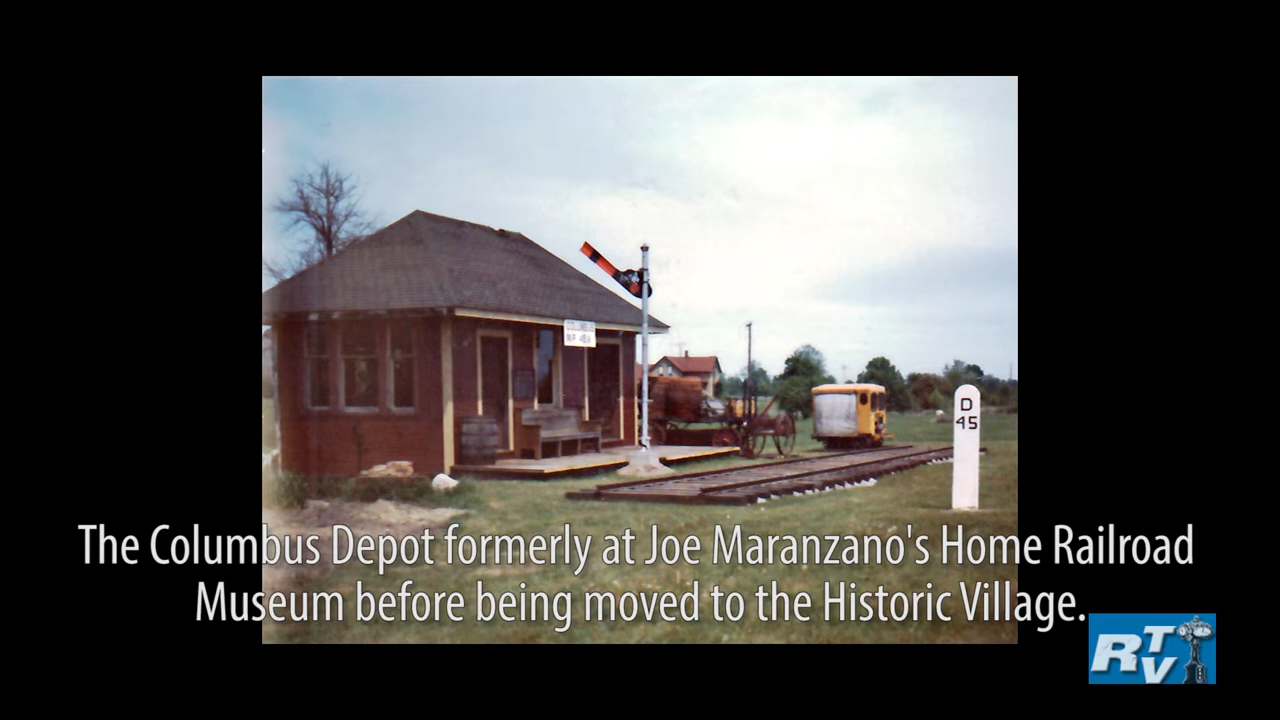 COLUMBUS
D
45
The Columbus Depot formerly at Joe Maranzano's Home Railroad
Museum before being moved to the Historic Village.
RTV